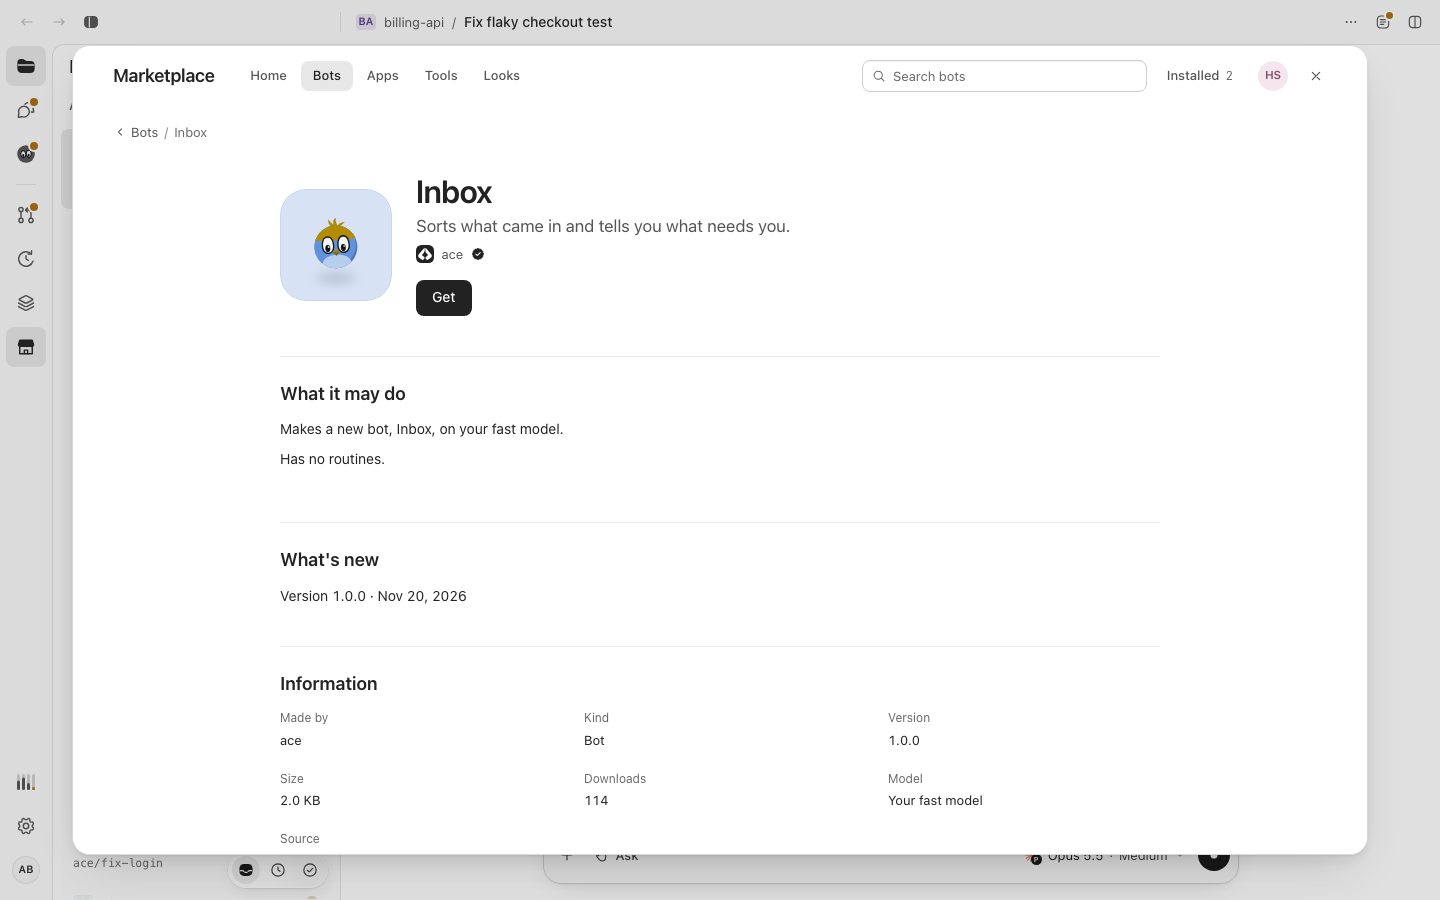 BA billing-api / Fix flaky checkout test
Marketplace Home Bots Apps Tools Looks Search bots Installed 2 HS
Bots / Inbox
Inbox
Sorts what came in and tells you what needs you.
ace
Get
What it may do
Makes a new bot, Inbox, on your fast model.
Has no routines.
What's new
Version 1.0.0 · Nov 20, 2026
Information
Made by Kind Version
ace Bot 1.0.0
Size Downloads Model
2.0 KB 114 Your fast model
Source
Ask Opus 5.5 · Medium
ace/fix-login
AB